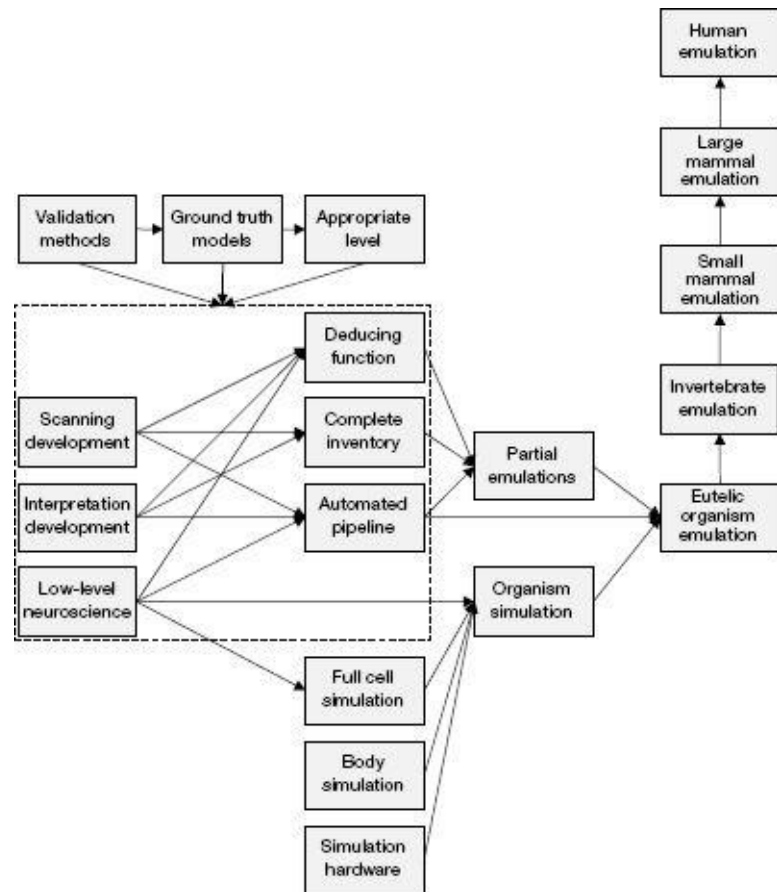 Human
emulation
Large
mammal
emulation
Validation
methods
Ground truth
models
Appropriate
level
Small
mammal
emulation
Deducing
function
Invertebrate
emulation
Scanning
development
Complete
inventory
Partial
emulations
Interpretation
development
Automated
pipeline
Eutelic
organism
emulation
Low-level
neuroscience
Organism
simulation
Full cell
simulation
Body
simulation
Simulation
hardware